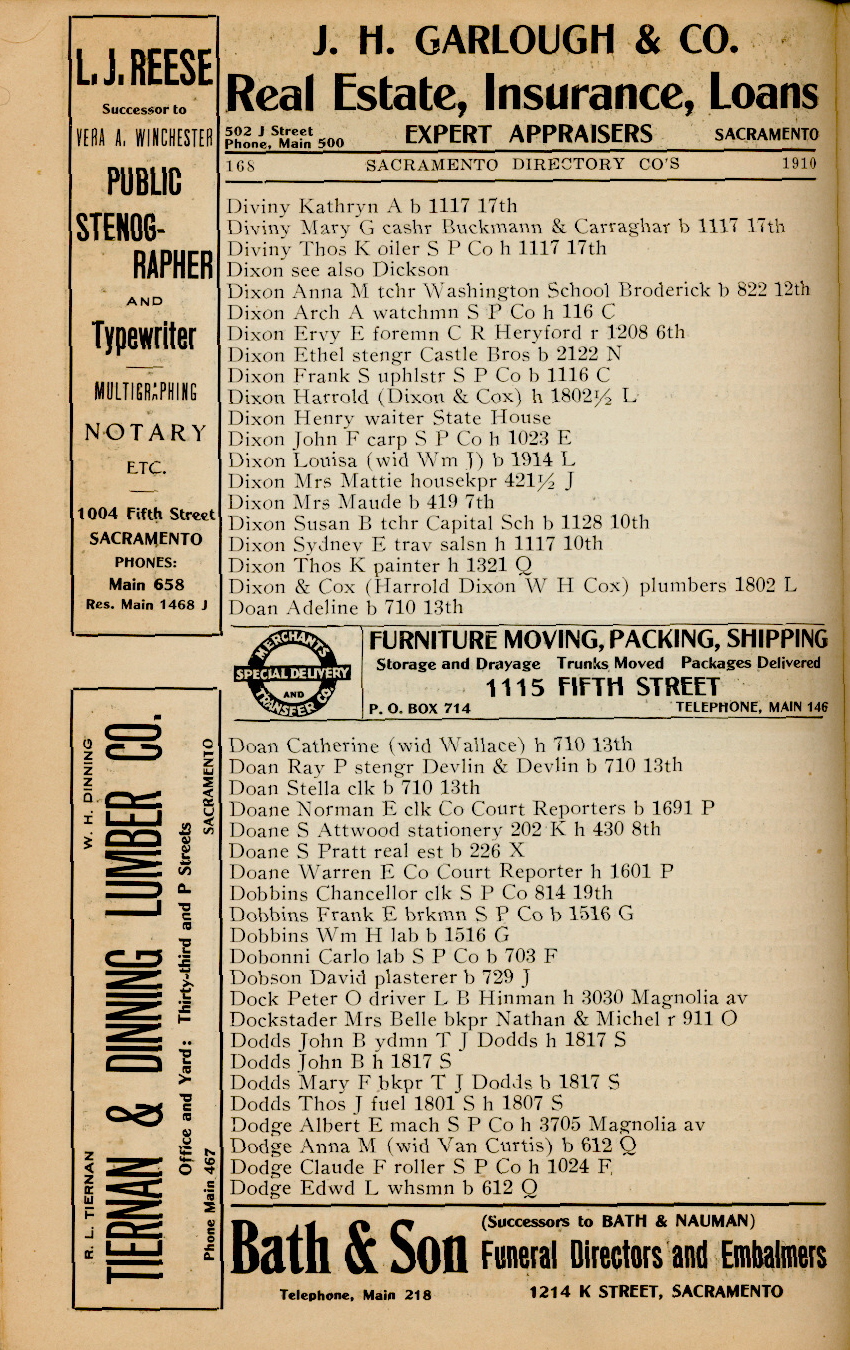 L. J. REESE
Successor to
VERA A. WINCHESTER
PUBLIC
STENOG-
RAPHER
AND
Typewriter
MULTIGRAPHING
NOTARY
ETC.
1004 Fifth Street
SACRAMENTO
PHONES:
Main 658
Res. Main 1468 J
J. H. GARLOUGH & CO.
Real Estate, Insurance, Loans
502 J Street
Phone, Main 500
EXPERT APPRAISERS
SACRAMENTO
168 SACRAMENTO DIRECTORY CO'S 1910
Diviny Kathryn A b 1117 17th
Diviny Mary G cashr Buckmann & Carraghar b 1117 17th
Diviny Thos K oiler S P Co h 1117 17th
Dixon see also Dickson
Dixon Anna M tchr Washington School Broderick b 822 12th
Dixon Arch A watchmn S P Co h 116 C
Dixon Ervy E foremn C R Heryford r 1208 6th
Dixon Ethel stengr Castle Bros b 2122 N
Dixon Frank S uphlstr S P Co b 1116 C
Dixon Harrold (Dixon & Cox) h 1802½ L
Dixon Henry waiter State House
Dixon John F carp S P Co h 1023 E
Dixon Louisa (wid Wm J) b 1914 L
Dixon Mrs Mattie housekpr 421½ J
Dixon Mrs Maude b 419 7th
Dixon Susan B tchr Capital Sch b 1128 10th
Dixon Sydney E trav salsn h 1117 10th
Dixon Thos K painter h 1321 Q
Dixon & Cox (Harrold Dixon W H Cox) plumbers 1802 L
Doan Adeline b 710 13th
MERCHANTS
SPECIAL DELIVERY
AND
TRANSFER CO.
FURNITURE MOVING, PACKING, SHIPPING
Storage and Drayage Trunks Moved Packages Delivered
1115 FIFTH STREET
P. O. BOX 714 TELEPHONE, MAIN 146
R. L. TIERNAN W. H. DINNING
TIERNAN & DINNING LUMBER CO.
Office and Yard: Thirty-third and P Streets
Phone Main 467 SACRAMENTO
Doan Catherine (wid Wallace) h 710 13th
Doan Ray P stengr Devlin & Devlin b 710 13th
Doan Stella clk b 710 13th
Doane Norman E clk Co Court Reporters b 1691 P
Doane S Attwood stationery 202 K h 430 8th
Doane S Pratt real est b 226 X
Doane Warren E Co Court Reporter h 1601 P
Dobbins Chancellor clk S P Co 814 19th
Dobbins Frank E brkmn S P Co b 1516 G
Dobbins Wm H lab b 1516 G
Dobonni Carlo lab S P Co b 703 F
Dobson David plasterer b 729 J
Dock Peter O driver L B Hinman h 3030 Magnolia av
Dockstader Mrs Belle bkpr Nathan & Michel r 911 O
Dodds John B ydmn T J Dodds h 1817 S
Dodds John B h 1817 S
Dodds Mary F bkpr T J Dodds b 1817 S
Dodds Thos J fuel 1801 S h 1807 S
Dodge Albert E mach S P Co h 3705 Magnolia av
Dodge Anna M (wid Van Curtis) b 612 Q
Dodge Claude F roller S P Co h 1024 F
Dodge Edwd L whsmn b 612 Q
Bath & Son
Telephone, Main 218
(Successors to BATH & NAUMAN)
Funeral Directors and Embalmers
1214 K STREET, SACRAMENTO